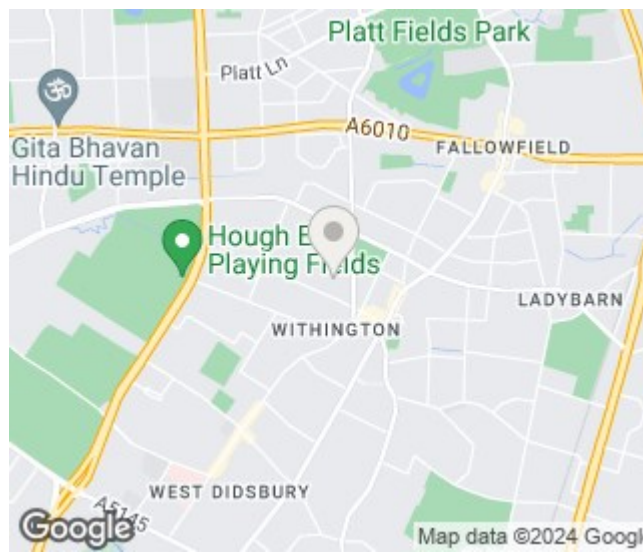 Platt Fields Park
Platt Ln
A6010
FALLOWFIELD
Gita Bhavan
Hindu Temple
Hough E
Playing Fields
LADYBARN
WITHINGTON
WEST DIDSBURY
A5145
Google
Map data ©2024 Googl